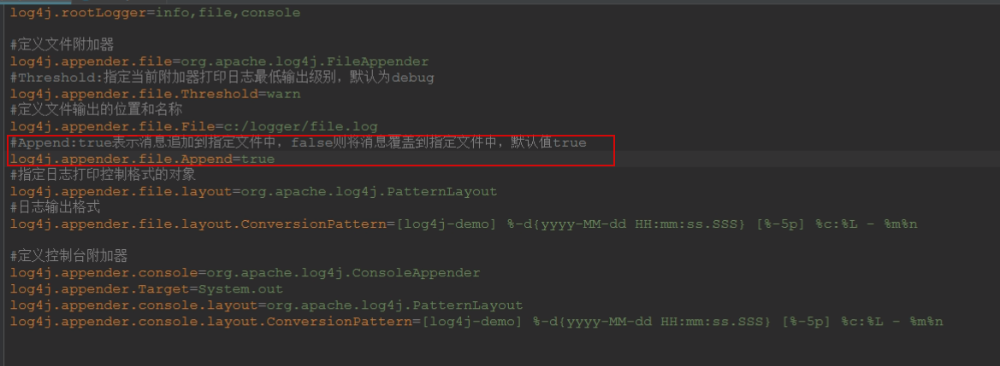 log4j.rootLogger=info,file,console
#定义文件附加器
log4j.appender.file=org.apache.log4j.FileAppender
#Threshold:指定当前附加器打印日志最低输出级别，默认为debug
log4j.appender.file.Threshold=warn
#定义文件输出的位置和名称
log4j.appender.file.File=c:/logger/file.log
#Append:true表示消息追加到指定文件中，false则将消息覆盖到指定文件中，默认值true
log4j.appender.file.Append=true
#指定日志打印控制格式的对象
log4j.appender.file.layout=org.apache.log4j.PatternLayout
#日志输出格式
log4j.appender.file.layout.ConversionPattern=[log4j-demo] %-d{yyyy-MM-dd HH:mm:ss.SSS} [%-5p] %c:%L - %m%n
#定义控制台附加器
log4j.appender.console=org.apache.log4j.ConsoleAppender
log4j.appender.Target=System.out
log4j.appender.console.layout=org.apache.log4j.PatternLayout
log4j.appender.console.layout.ConversionPattern=[log4j-demo] %-d{yyyy-MM-dd HH:mm:ss.SSS} [%-5p] %c:%L - %m%n